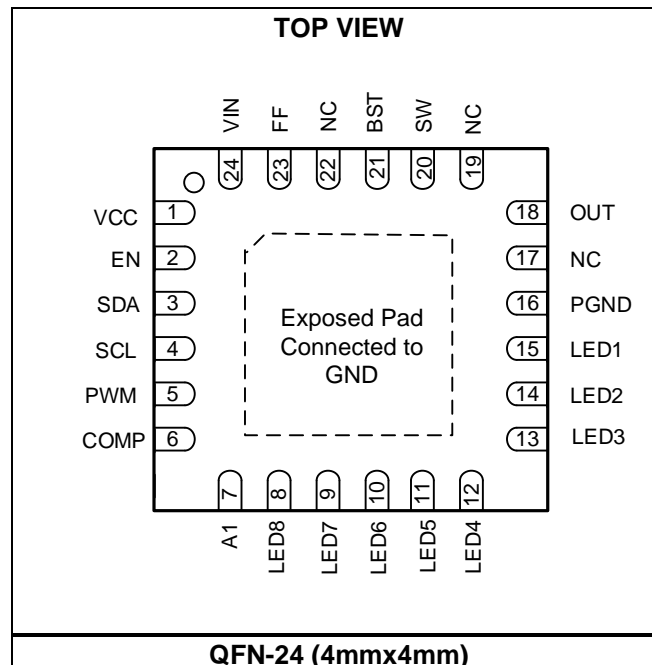 TOP VIEW
VIN FF NC BST SW NC
24 23 22 21 20 19
VCC 1 18 OUT
EN 2 17 NC
SDA 3 16 PGND
SCL 4 15 LED1
PWM 5 14 LED2
COMP 6 13 LED3
Exposed Pad
Connected to
GND
7 8 9 10 11 12
A1 LED8 LED7 LED6 LED5 LED4
QFN-24 (4mmx4mm)